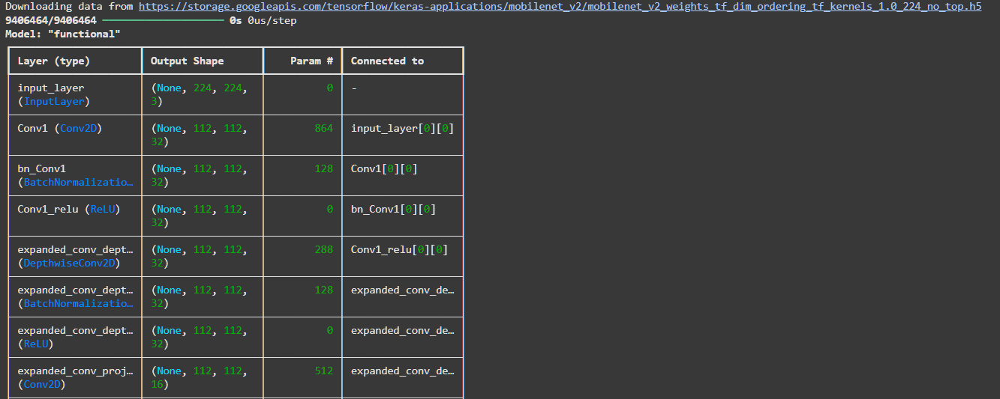 Downloading data from https://storage.googleapis.com/tensorflow/keras-applications/mobilenet_v2/mobilenet_v2_weights_tf_dim_ordering_tf_kernels_1.0_224_no_top.h5
9406464/9406464 0s 0us/step
Model: "functional"
Layer (type) Output Shape Param # Connected to
input_layer (None, 224, 224, 0 -
(InputLayer) 3)
Conv1 (Conv2D) (None, 112, 112, 864 input_layer[0][0]
32)
bn_Conv1 (None, 112, 112, 128 Conv1[0][0]
(BatchNormalizatio… 32)
Conv1_relu (ReLU) (None, 112, 112, 0 bn_Conv1[0][0]
32)
expanded_conv_dept… (None, 112, 112, 288 Conv1_relu[0][0]
(DepthwiseConv2D) 32)
expanded_conv_dept… (None, 112, 112, 128 expanded_conv_de…
(BatchNormalizatio… 32)
expanded_conv_dept… (None, 112, 112, 0 expanded_conv_de…
(ReLU) 32)
expanded_conv_proj… (None, 112, 112, 512 expanded_conv_de…
(Conv2D) 16)